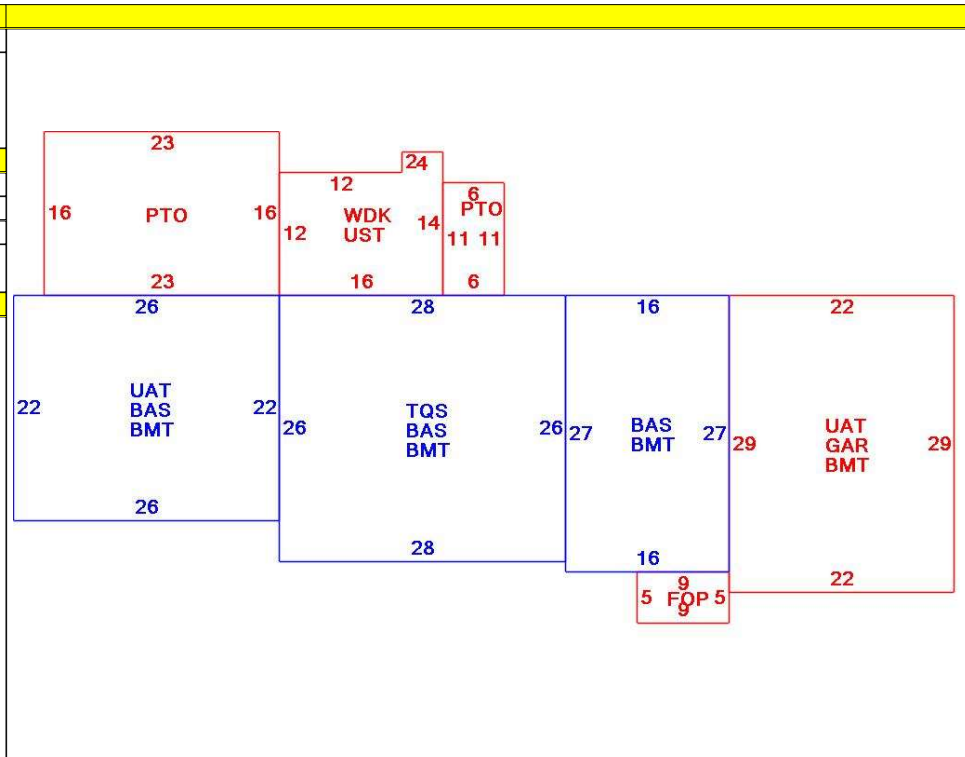 23
16 PTO 16
23
24
12
12 WDK 14
UST
16
6
PTO
11 11
6
26
22 UAT 22
BAS
BMT
26
28
26 TQS 26
BAS
BMT
28
16
27 BAS 27
BMT
16
22
29 UAT 29
GAR
BMT
22
9
5 FOP 5
9